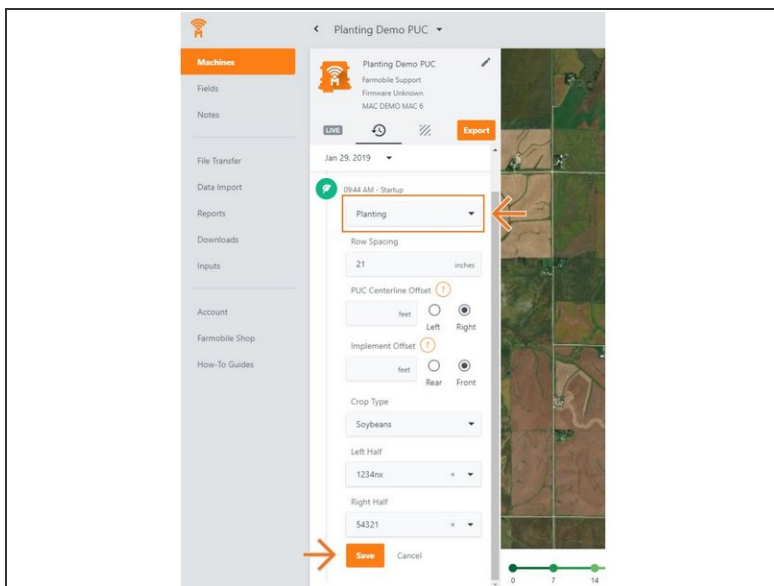 Planting Demo PUC
Machines
Fields
Notes
File Transfer
Data Import
Reports
Downloads
Inputs
Account
Farmobile Shop
How-To Guides
Planting Demo PUC
Farmobile Support
Firmware Unknown
MAC DEMO MAC 6
LIVE
Export
Jan 29, 2019
09:44 AM - Startup
Planting
Row Spacing
21 inches
PUC Centerline Offset ?
feet Left Right
Implement Offset ?
feet Rear Front
Crop Type
Soybeans
Left Half
1234nx ×
Right Half
54321 ×
Save Cancel
0 7 14